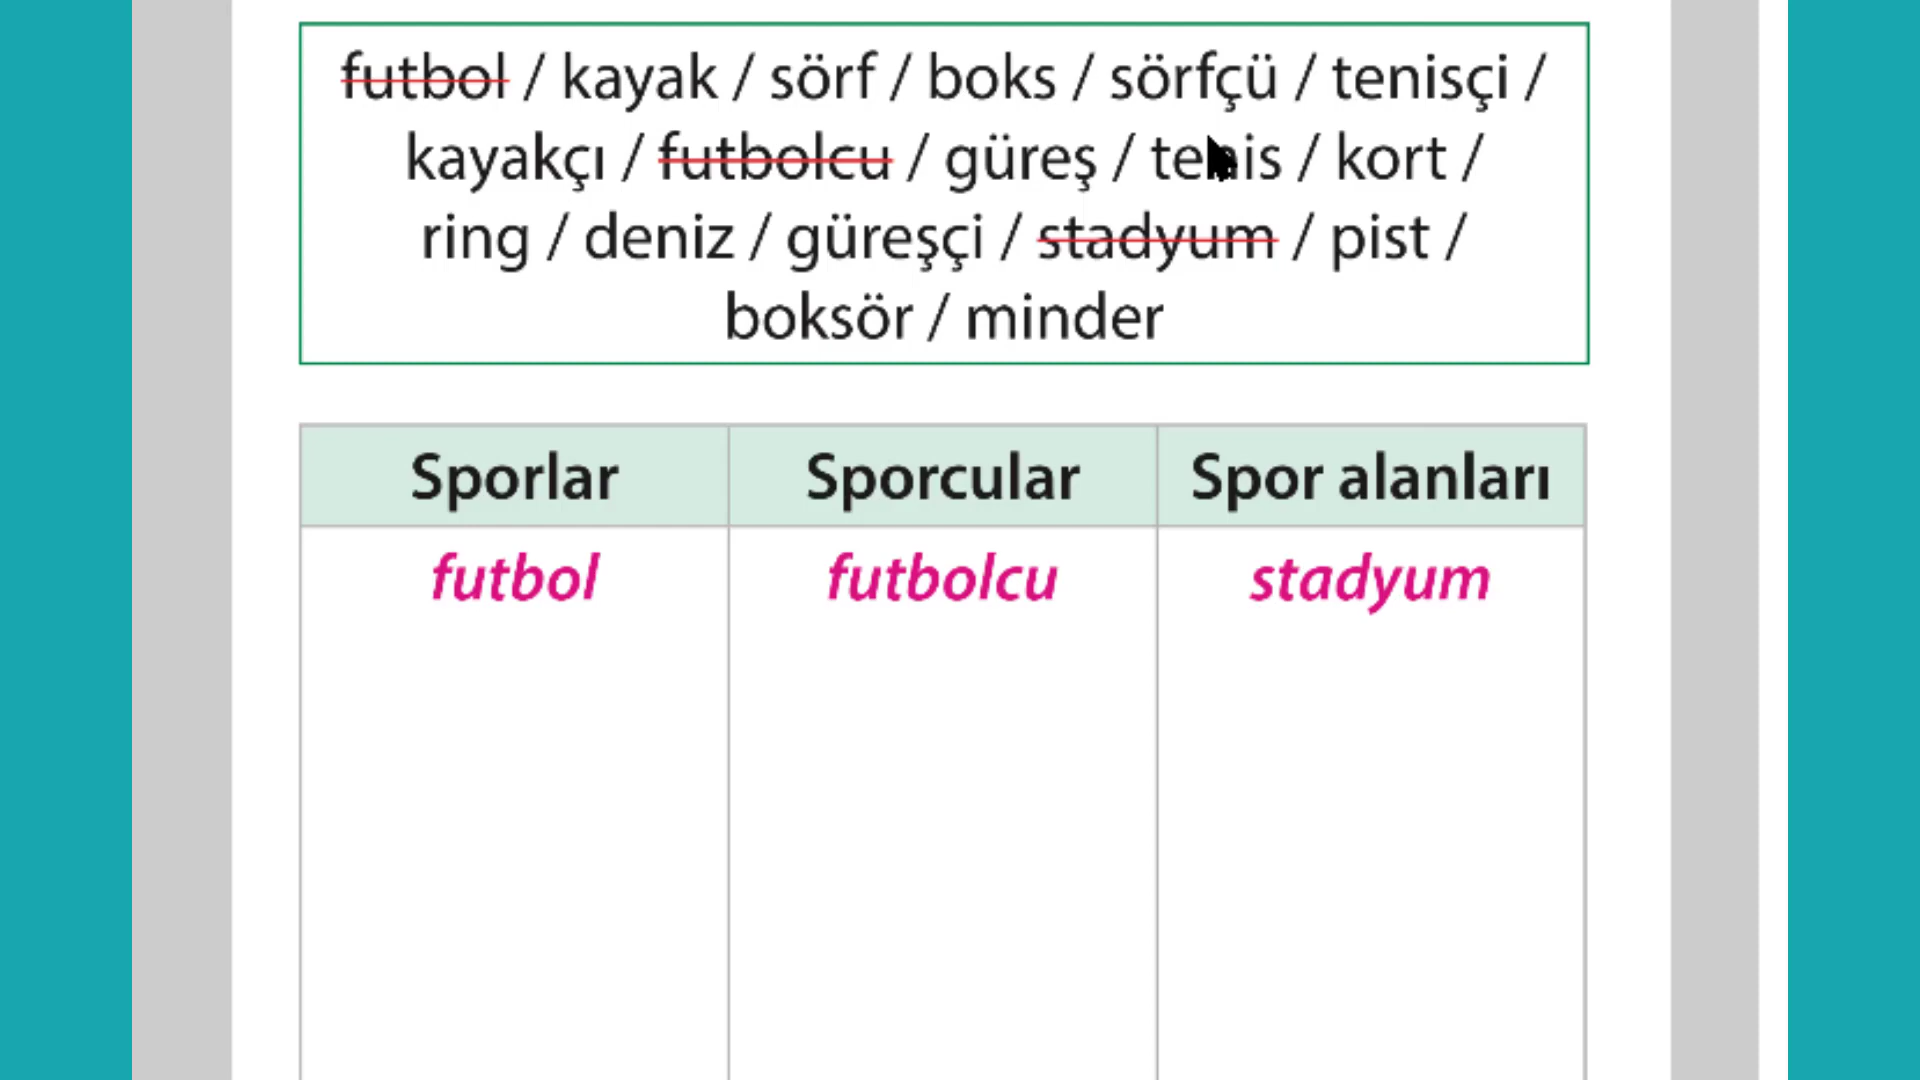 futbol / kayak / sörf / boks / sörfçü / tenisçi /
kayakçı / futbolcu / güreş / tenis / kort /
ring / deniz / güreşçi / stadyum / pist /
boksör / minder
Sporlar Sporcular Spor alanları
futbol futbolcu stadyum